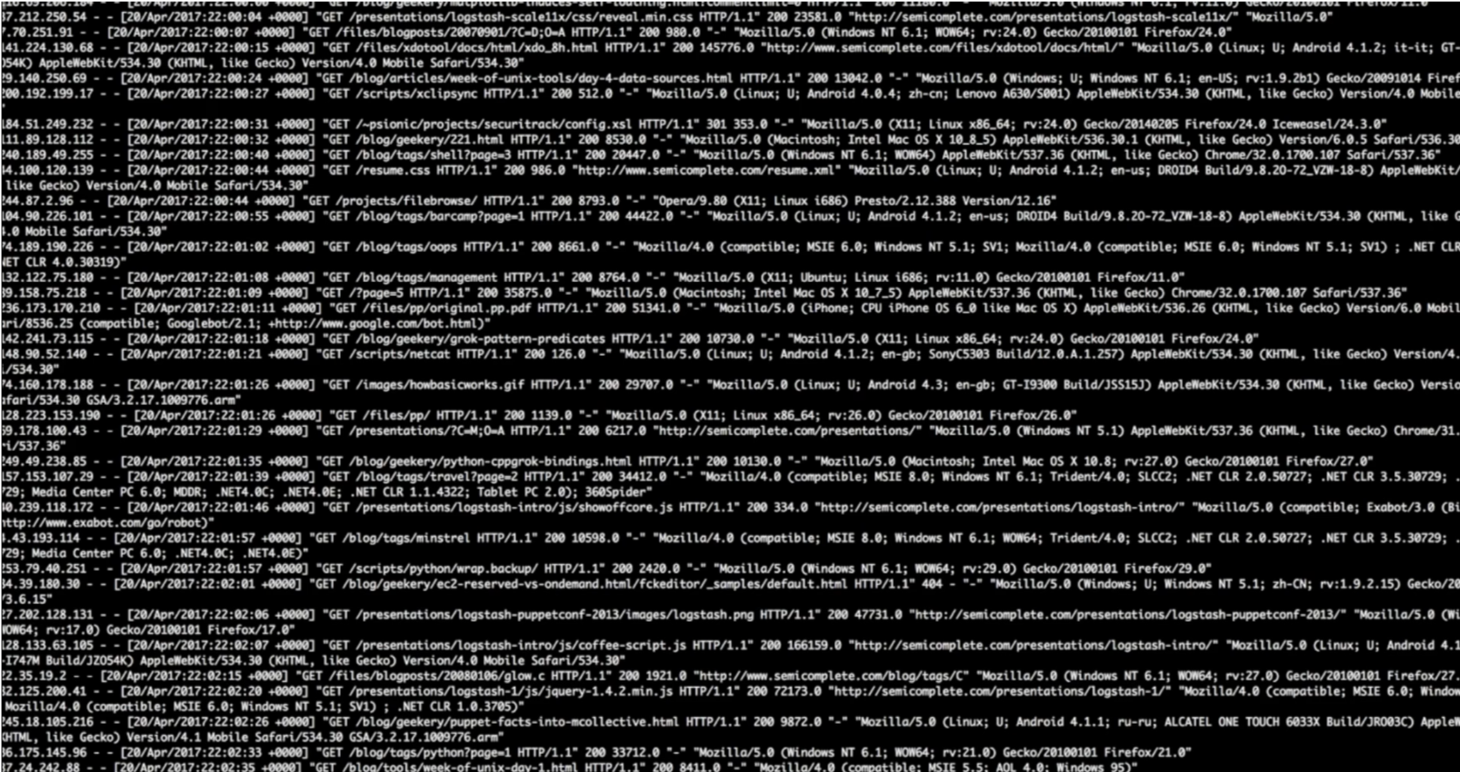 "GET /blog/geekery/matplotlib-induces-self-loathing.html?commentlimit=0 HTTP/1.1" 200
37.212.250.54 - - [20/Apr/2017:22:00:04 +0000] "GET /presentations/logstash-scale11x/css/reveal.min.css HTTP/1.1" 200 23581.0 "http://semicomplete.com/presentations/logstash-scale11x/" "Mozilla/5.0"
7.70.251.91 - - [20/Apr/2017:22:00:07 +0000] "GET /files/blogposts/20070901/?C=D;O=A HTTP/1.1" 200 980.0 "-" "Mozilla/5.0 (Windows NT 6.1; WOW64; rv:24.0) Gecko/20100101 Firefox/24.0"
141.224.130.68 - - [20/Apr/2017:22:00:15 +0000] "GET /files/xdotool/docs/html/xdo_8h.html HTTP/1.1" 200 145776.0 "http://www.semicomplete.com/files/xdotool/docs/html/" "Mozilla/5.0 (Linux; U; Android 4.1.2; it-it; GT-
054K) AppleWebKit/534.30 (KHTML, like Gecko) Version/4.0 Mobile Safari/534.30"
29.140.250.69 - - [20/Apr/2017:22:00:24 +0000] "GET /blog/articles/week-of-unix-tools/day-4-data-sources.html HTTP/1.1" 200 13042.0 "-" "Mozilla/5.0 (Windows; U; Windows NT 6.1; en-US; rv:1.9.2b1) Gecko/20091014 Firef
200.192.199.17 - - [20/Apr/2017:22:00:27 +0000] "GET /scripts/xclipsync HTTP/1.1" 200 512.0 "-" "Mozilla/5.0 (Linux; U; Android 4.0.4; zh-cn; Lenovo A630/S001) AppleWebKit/534.30 (KHTML, like Gecko) Version/4.0 Mobile
"
184.51.249.232 - - [20/Apr/2017:22:00:31 +0000] "GET /~psionic/projects/securitrack/config.xsl HTTP/1.1" 301 353.0 "-" "Mozilla/5.0 (X11; Linux x86_64; rv:24.0) Gecko/20140205 Firefox/24.0 Iceweasel/24.3.0"
111.89.128.112 - - [20/Apr/2017:22:00:32 +0000] "GET /blog/geekery/221.html HTTP/1.1" 200 8530.0 "-" "Mozilla/5.0 (Macintosh; Intel Mac OS X 10_8_5) AppleWebKit/536.30.1 (KHTML, like Gecko) Version/6.0.5 Safari/536.30
240.189.49.255 - - [20/Apr/2017:22:00:40 +0000] "GET /blog/tags/shell?page=3 HTTP/1.1" 200 20447.0 "-" "Mozilla/5.0 (Windows NT 6.1; WOW64) AppleWebKit/537.36 (KHTML, like Gecko) Chrome/32.0.1700.107 Safari/537.36"
4.100.120.139 - - [20/Apr/2017:22:00:44 +0000] "GET /resume.css HTTP/1.1" 200 986.0 "http://www.semicomplete.com/resume.xml" "Mozilla/5.0 (Linux; U; Android 4.1.2; en-us; DROID4 Build/9.8.2O-72_VZW-18-8) AppleWebKit/
 like Gecko) Version/4.0 Mobile Safari/534.30"
244.87.2.96 - - [20/Apr/2017:22:00:44 +0000] "GET /projects/filebrowse/ HTTP/1.1" 200 8793.0 "-" "Opera/9.80 (X11; Linux i686) Presto/2.12.388 Version/12.16"
104.90.226.101 - - [20/Apr/2017:22:00:55 +0000] "GET /blog/tags/barcamp?page=1 HTTP/1.1" 200 44422.0 "-" "Mozilla/5.0 (Linux; U; Android 4.1.2; en-us; DROID4 Build/9.8.2O-72_VZW-18-8) AppleWebKit/534.30 (KHTML, like G
4.0 Mobile Safari/534.30"
74.189.190.226 - - [20/Apr/2017:22:01:02 +0000] "GET /blog/tags/oops HTTP/1.1" 200 8661.0 "-" "Mozilla/4.0 (compatible; MSIE 6.0; Windows NT 5.1; SV1; Mozilla/4.0 (compatible; MSIE 6.0; Windows NT 5.1; SV1) ; .NET CLR
NET CLR 4.0.30319)"
132.122.75.180 - - [20/Apr/2017:22:01:08 +0000] "GET /blog/tags/management HTTP/1.1" 200 8764.0 "-" "Mozilla/5.0 (X11; Ubuntu; Linux i686; rv:11.0) Gecko/20100101 Firefox/11.0"
39.158.75.218 - - [20/Apr/2017:22:01:09 +0000] "GET /?page=5 HTTP/1.1" 200 35875.0 "-" "Mozilla/5.0 (Macintosh; Intel Mac OS X 10_7_5) AppleWebKit/537.36 (KHTML, like Gecko) Chrome/32.0.1700.107 Safari/537.36"
236.173.170.210 - - [20/Apr/2017:22:01:11 +0000] "GET /files/pp/original.pp.pdf HTTP/1.1" 200 51341.0 "-" "Mozilla/5.0 (iPhone; CPU iPhone OS 6_0 like Mac OS X) AppleWebKit/536.26 (KHTML, like Gecko) Version/6.0 Mobil
ari/8536.25 (compatible; Googlebot/2.1; +http://www.google.com/bot.html)"
142.241.73.115 - - [20/Apr/2017:22:01:18 +0000] "GET /blog/geekery/grok-pattern-predicates HTTP/1.1" 200 10730.0 "-" "Mozilla/5.0 (X11; Linux x86_64; rv:24.0) Gecko/20100101 Firefox/24.0"
148.90.52.140 - - [20/Apr/2017:22:01:21 +0000] "GET /scripts/netcat HTTP/1.1" 200 126.0 "-" "Mozilla/5.0 (Linux; U; Android 4.1.2; en-gb; SonyC5303 Build/12.0.A.1.257) AppleWebKit/534.30 (KHTML, like Gecko) Version/4.
/534.30"
74.160.178.188 - - [20/Apr/2017:22:01:26 +0000] "GET /images/howbasicworks.gif HTTP/1.1" 200 29707.0 "-" "Mozilla/5.0 (Linux; U; Android 4.3; en-gb; GT-I9300 Build/JSS15J) AppleWebKit/534.30 (KHTML, like Gecko) Versio
afari/534.30 GSA/3.2.17.1009776.arm"
128.223.153.190 - - [20/Apr/2017:22:01:26 +0000] "GET /files/pp/ HTTP/1.1" 200 1139.0 "-" "Mozilla/5.0 (X11; Linux x86_64; rv:26.0) Gecko/20100101 Firefox/26.0"
69.178.100.43 - - [20/Apr/2017:22:01:29 +0000] "GET /presentations/?C=M;O=A HTTP/1.1" 200 6217.0 "http://semicomplete.com/presentations/" "Mozilla/5.0 (Windows NT 5.1) AppleWebKit/537.36 (KHTML, like Gecko) Chrome/31.
ri/537.36"
249.49.238.85 - - [20/Apr/2017:22:01:35 +0000] "GET /blog/geekery/python-cppgrok-bindings.html HTTP/1.1" 200 10130.0 "-" "Mozilla/5.0 (Macintosh; Intel Mac OS X 10.8; rv:27.0) Gecko/20100101 Firefox/27.0"
157.153.107.29 - - [20/Apr/2017:22:01:39 +0000] "GET /blog/tags/travel?page=2 HTTP/1.1" 200 34412.0 "-" "Mozilla/4.0 (compatible; MSIE 8.0; Windows NT 6.1; Trident/4.0; SLCC2; .NET CLR 2.0.50727; .NET CLR 3.5.30729; .
729; Media Center PC 6.0; MDDR; .NET4.0C; .NET4.0E; .NET CLR 1.1.4322; Tablet PC 2.0); 360Spider"
40.239.118.172 - - [20/Apr/2017:22:01:46 +0000] "GET /presentations/logstash-intro/js/showoffcore.js HTTP/1.1" 200 334.0 "http://semicomplete.com/presentations/logstash-intro/" "Mozilla/5.0 (compatible; Exabot/3.0 (Bi
http://www.exabot.com/go/robot)"
4.43.193.114 - - [20/Apr/2017:22:01:57 +0000] "GET /blog/tags/minstrel HTTP/1.1" 200 10598.0 "-" "Mozilla/4.0 (compatible; MSIE 8.0; Windows NT 6.1; WOW64; Trident/4.0; SLCC2; .NET CLR 2.0.50727; .NET CLR 3.5.30729; .
729; Media Center PC 6.0; .NET4.0C; .NET4.0E)"
253.79.40.251 - - [20/Apr/2017:22:01:57 +0000] "GET /scripts/python/wrap.backup/ HTTP/1.1" 200 2420.0 "-" "Mozilla/5.0 (Windows NT 6.1; WOW64; rv:29.0) Gecko/20100101 Firefox/29.0"
34.39.180.30 - - [20/Apr/2017:22:02:01 +0000] "GET /blog/geekery/ec2-reserved-vs-ondemand.html/fckeditor/_samples/default.html HTTP/1.1" 404 - "-" "Mozilla/5.0 (Windows; U; Windows NT 5.1; zh-CN; rv:1.9.2.15) Gecko/20
/3.6.15"
27.202.128.131 - - [20/Apr/2017:22:02:06 +0000] "GET /presentations/logstash-puppetconf-2013/images/logstash.png HTTP/1.1" 200 47731.0 "http://semicomplete.com/presentations/logstash-puppetconf-2013/" "Mozilla/5.0 (Wi
WOW64; rv:17.0) Gecko/20100101 Firefox/17.0"
128.133.63.105 - - [20/Apr/2017:22:02:07 +0000] "GET /presentations/logstash-intro/js/coffee-script.js HTTP/1.1" 200 166159.0 "http://semicomplete.com/presentations/logstash-intro/" "Mozilla/5.0 (Linux; U; Android 4.1
-I747M Build/JZO54K) AppleWebKit/534.30 (KHTML, like Gecko) Version/4.0 Mobile Safari/534.30"
22.35.19.2 - - [20/Apr/2017:22:02:15 +0000] "GET /files/blogposts/20080106/glow.c HTTP/1.1" 200 1921.0 "http://www.semicomplete.com/blog/tags/C" "Mozilla/5.0 (Windows NT 6.1; WOW64; rv:27.0) Gecko/20100101 Firefox/27.
32.125.200.41 - - [20/Apr/2017:22:02:20 +0000] "GET /presentations/logstash-1/js/jquery-1.4.2.min.js HTTP/1.1" 200 72173.0 "http://semicomplete.com/presentations/logstash-1/" "Mozilla/4.0 (compatible; MSIE 6.0; Window
 Mozilla/4.0 (compatible; MSIE 6.0; Windows NT 5.1; SV1) ; .NET CLR 1.0.3705)"
245.18.105.216 - - [20/Apr/2017:22:02:26 +0000] "GET /blog/geekery/puppet-facts-into-mcollective.html HTTP/1.1" 200 9872.0 "-" "Mozilla/5.0 (Linux; U; Android 4.1.1; ru-ru; ALCATEL ONE TOUCH 6033X Build/JRO03C) AppleW
KHTML, like Gecko) Version/4.1 Mobile Safari/534.30 GSA/3.2.17.1009776.arm"
36.175.145.96 - - [20/Apr/2017:22:02:33 +0000] "GET /blog/tags/python?page=1 HTTP/1.1" 200 33712.0 "-" "Mozilla/5.0 (Windows NT 6.1; WOW64; rv:21.0) Gecko/20100101 Firefox/21.0"
37.24.242.88 - - [20/Apr/2017:22:02:35 +0000] "GET /blog/tools/week-of-unix-day-1.html HTTP/1.1" 200 8411.0 "-" "Mozilla/4.0 (compatible; MSIE 5.5; AOL 4.0; Windows 95)"